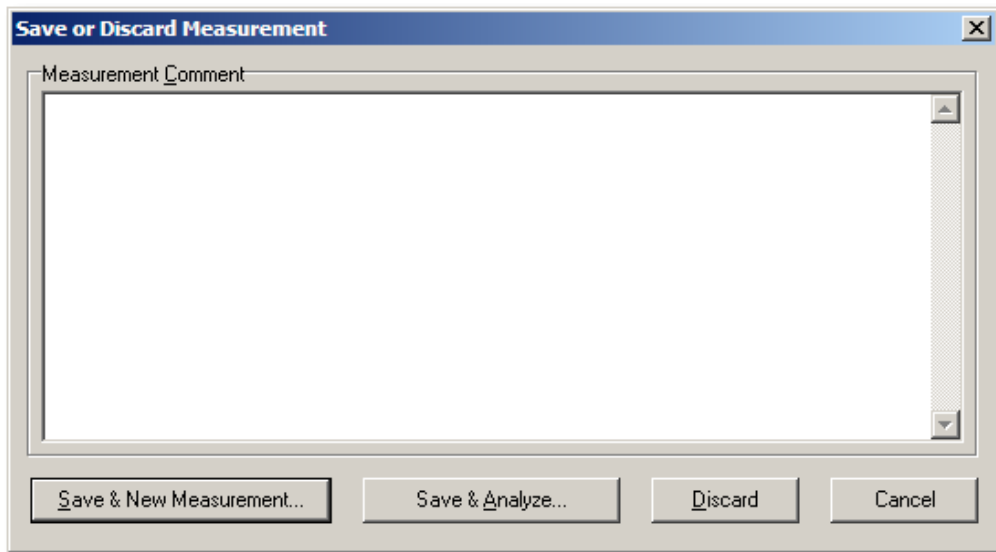 Save or Discard Measurement
Measurement Comment
Save & New Measurement...
Save & Analyze...
Discard
Cancel